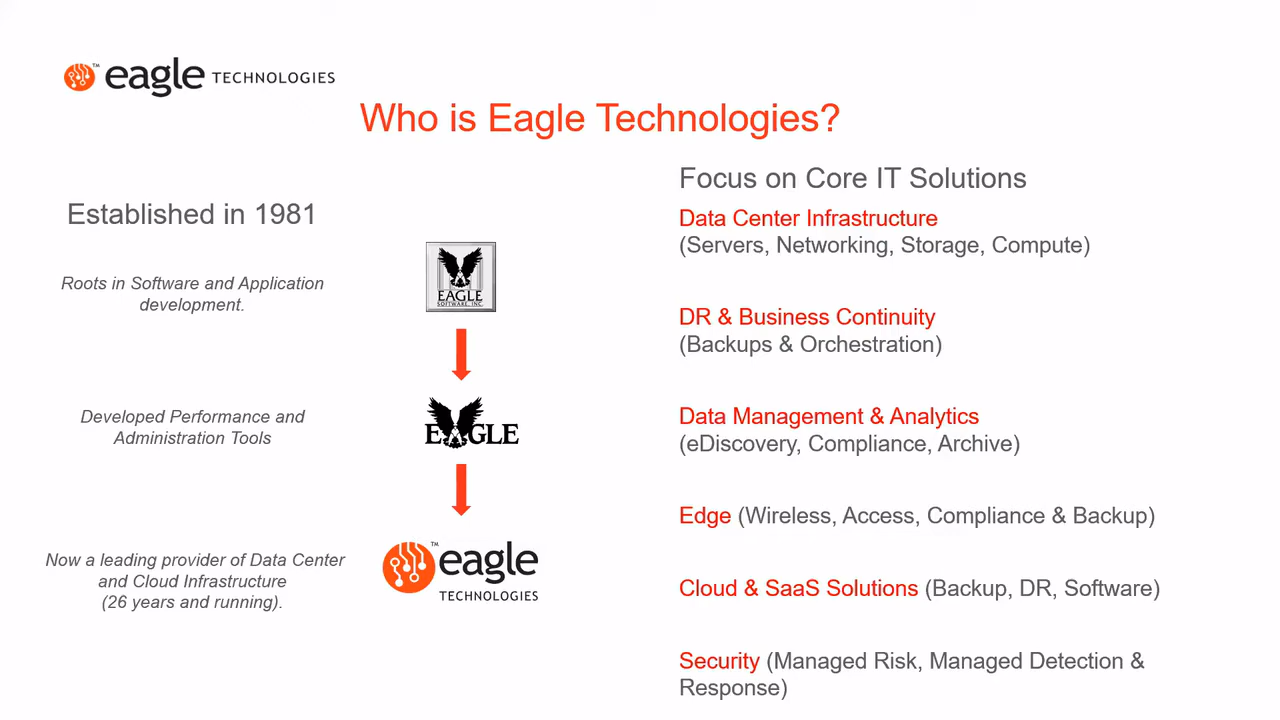 eagle TECHNOLOGIES
Who is Eagle Technologies?
Established in 1981
Roots in Software and Application
development.
EAGLE
SOFTWARE, INC.
Developed Performance and
Administration Tools
EAGLE
Now a leading provider of Data Center
and Cloud Infrastructure
(26 years and running).
TM
eagle
TECHNOLOGIES
Focus on Core IT Solutions
Data Center Infrastructure
(Servers, Networking, Storage, Compute)
DR & Business Continuity
(Backups & Orchestration)
Data Management & Analytics
(eDiscovery, Compliance, Archive)
Edge (Wireless, Access, Compliance & Backup)
Cloud & SaaS Solutions (Backup, DR, Software)
Security (Managed Risk, Managed Detection &
Response)